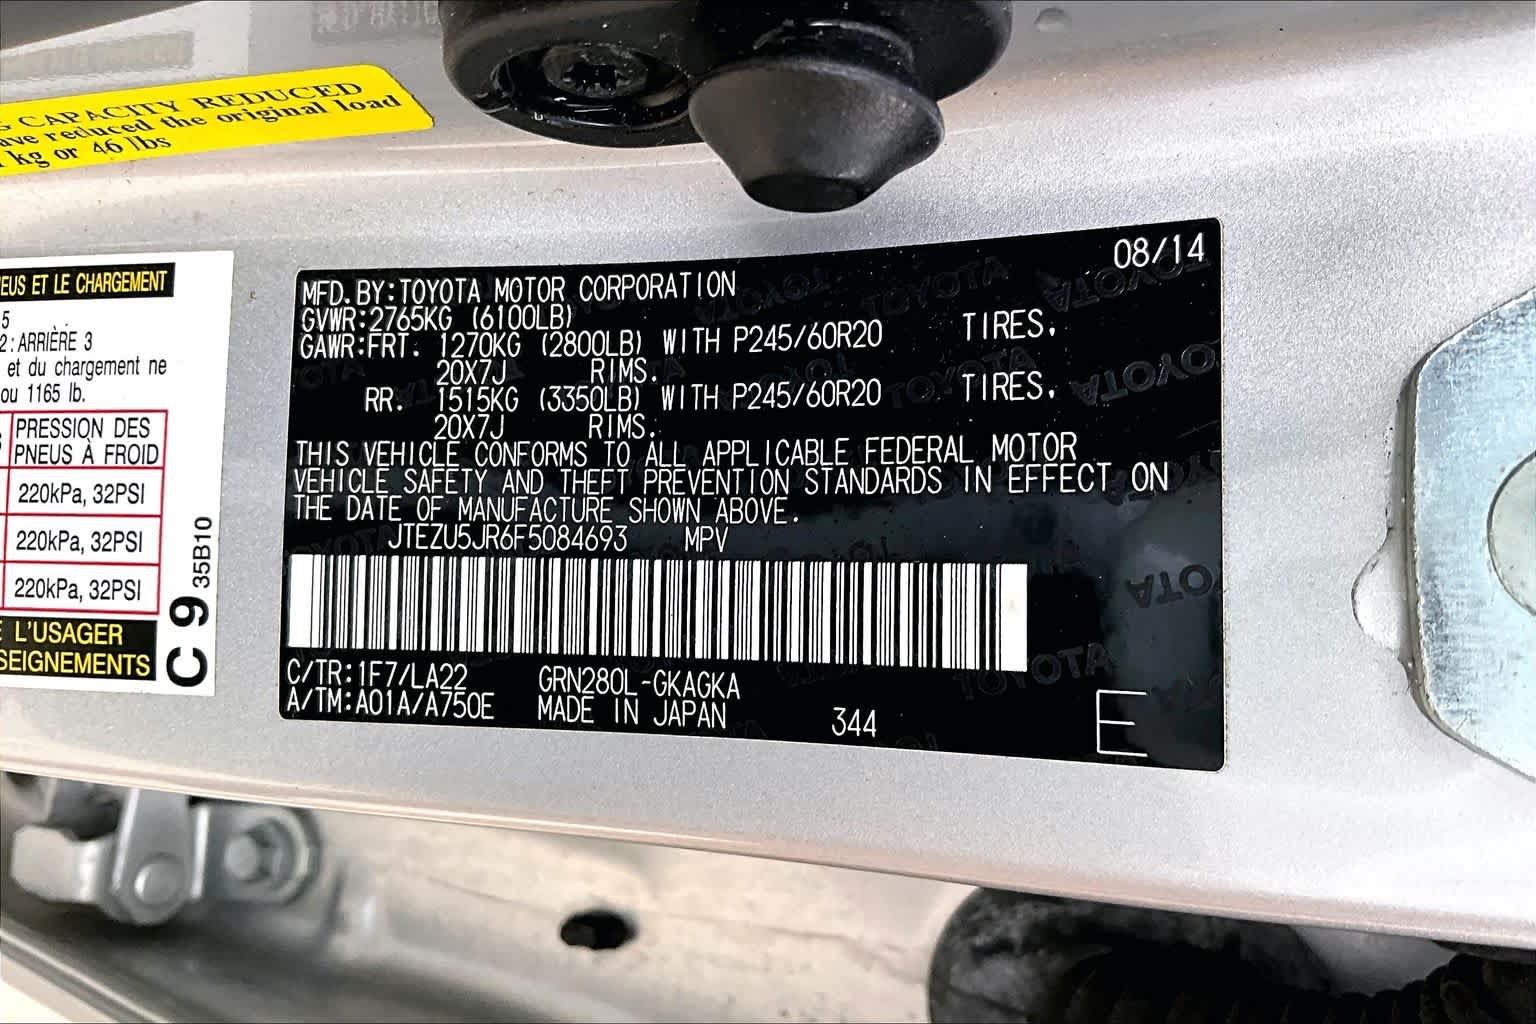 G CAPACITY REDUCED
ave reduced the original load
kg or 46 lbs
EUS ET LE CHARGEMENT
5
2: ARRIÈRE 3
et du chargement ne
ou 1165 lb.
PRESSION DES
PNEUS À FROID
220kPa, 32PSI
220kPa, 32PSI
220kPa, 32PSI
E L'USAGER
SEIGNEMENTS
C 9 35B10
08/14
MFD.BY:TOYOTA MOTOR CORPORATION
GVWR:2765KG (6100LB)
GAWR:FRT. 1270KG (2800LB) WITH P245/60R20 TIRES,
20X7J RIMS.
RR. 1515KG (3350LB) WITH P245/60R20 TIRES,
20X7J RIMS.
THIS VEHICLE CONFORMS TO ALL APPLICABLE FEDERAL MOTOR
VEHICLE SAFETY AND THEFT PREVENTION STANDARDS IN EFFECT ON
THE DATE OF MANUFACTURE SHOWN ABOVE.
JTEZU5JR6F5084693 MPV
C/TR:1F7/LA22 GRN280L-GKAGKA
A/TM:A01A/A750E MADE IN JAPAN 344 E